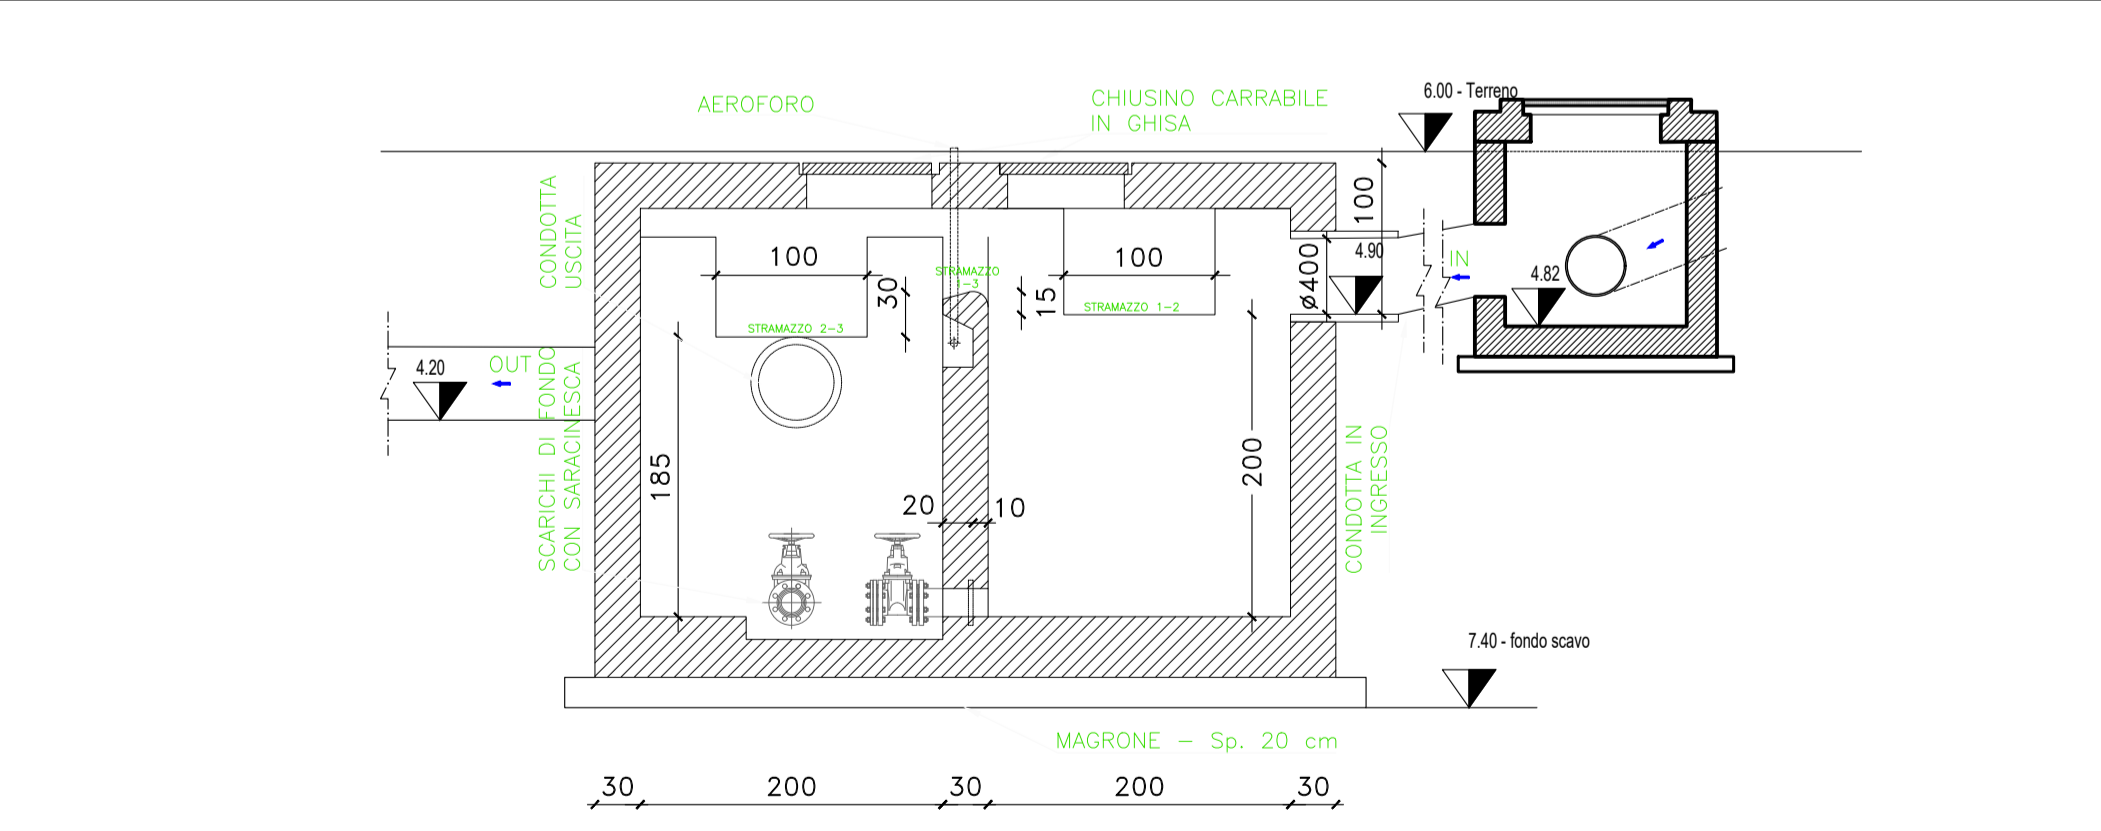 6.00 - Terreno
AEROFORO
CHIUSINO CARRABILE
IN GHISA
CONDOTTA
USCITA
100
100
100
4.90
IN
4.82
ø400
STRAMAZZO
1-3
30
15
STRAMAZZO 1-2
STRAMAZZO 2-3
4.20
OUT
SCARICHI DI FONDO
CON SARACINESCA
185
200
20
10
CONDOTTA IN
INGRESSO
7.40 - fondo scavo
MAGRONE - Sp. 20 cm
30
200
30
200
30